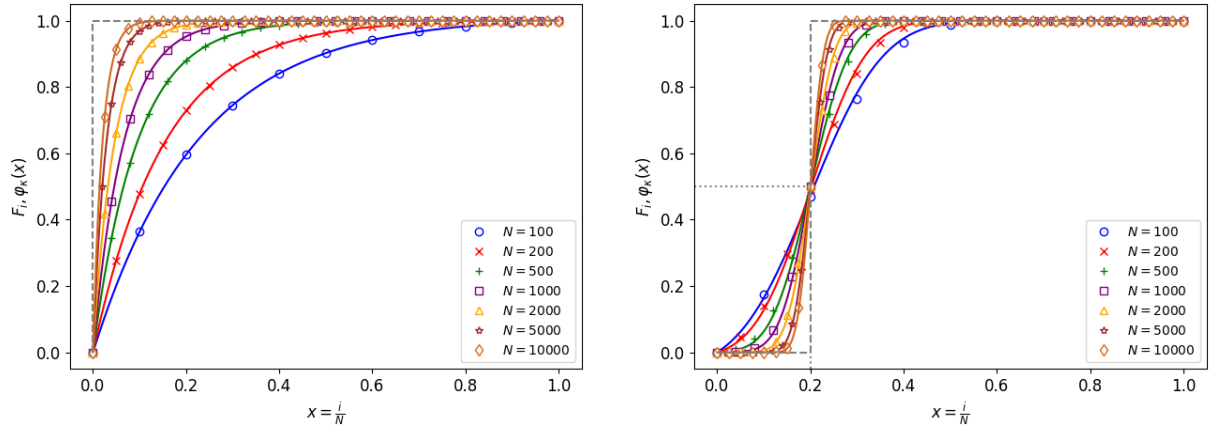 1.0
0.8
0.6
0.4
0.2
0.0
F_i, φ_κ(x)
N = 100
N = 200
N = 500
N = 1000
N = 2000
N = 5000
N = 10000
0.0 0.2 0.4 0.6 0.8 1.0
x = i/N
1.0
0.8
0.6
0.4
0.2
0.0
F_i, φ_κ(x)
N = 100
N = 200
N = 500
N = 1000
N = 2000
N = 5000
N = 10000
0.0 0.2 0.4 0.6 0.8 1.0
x = i/N